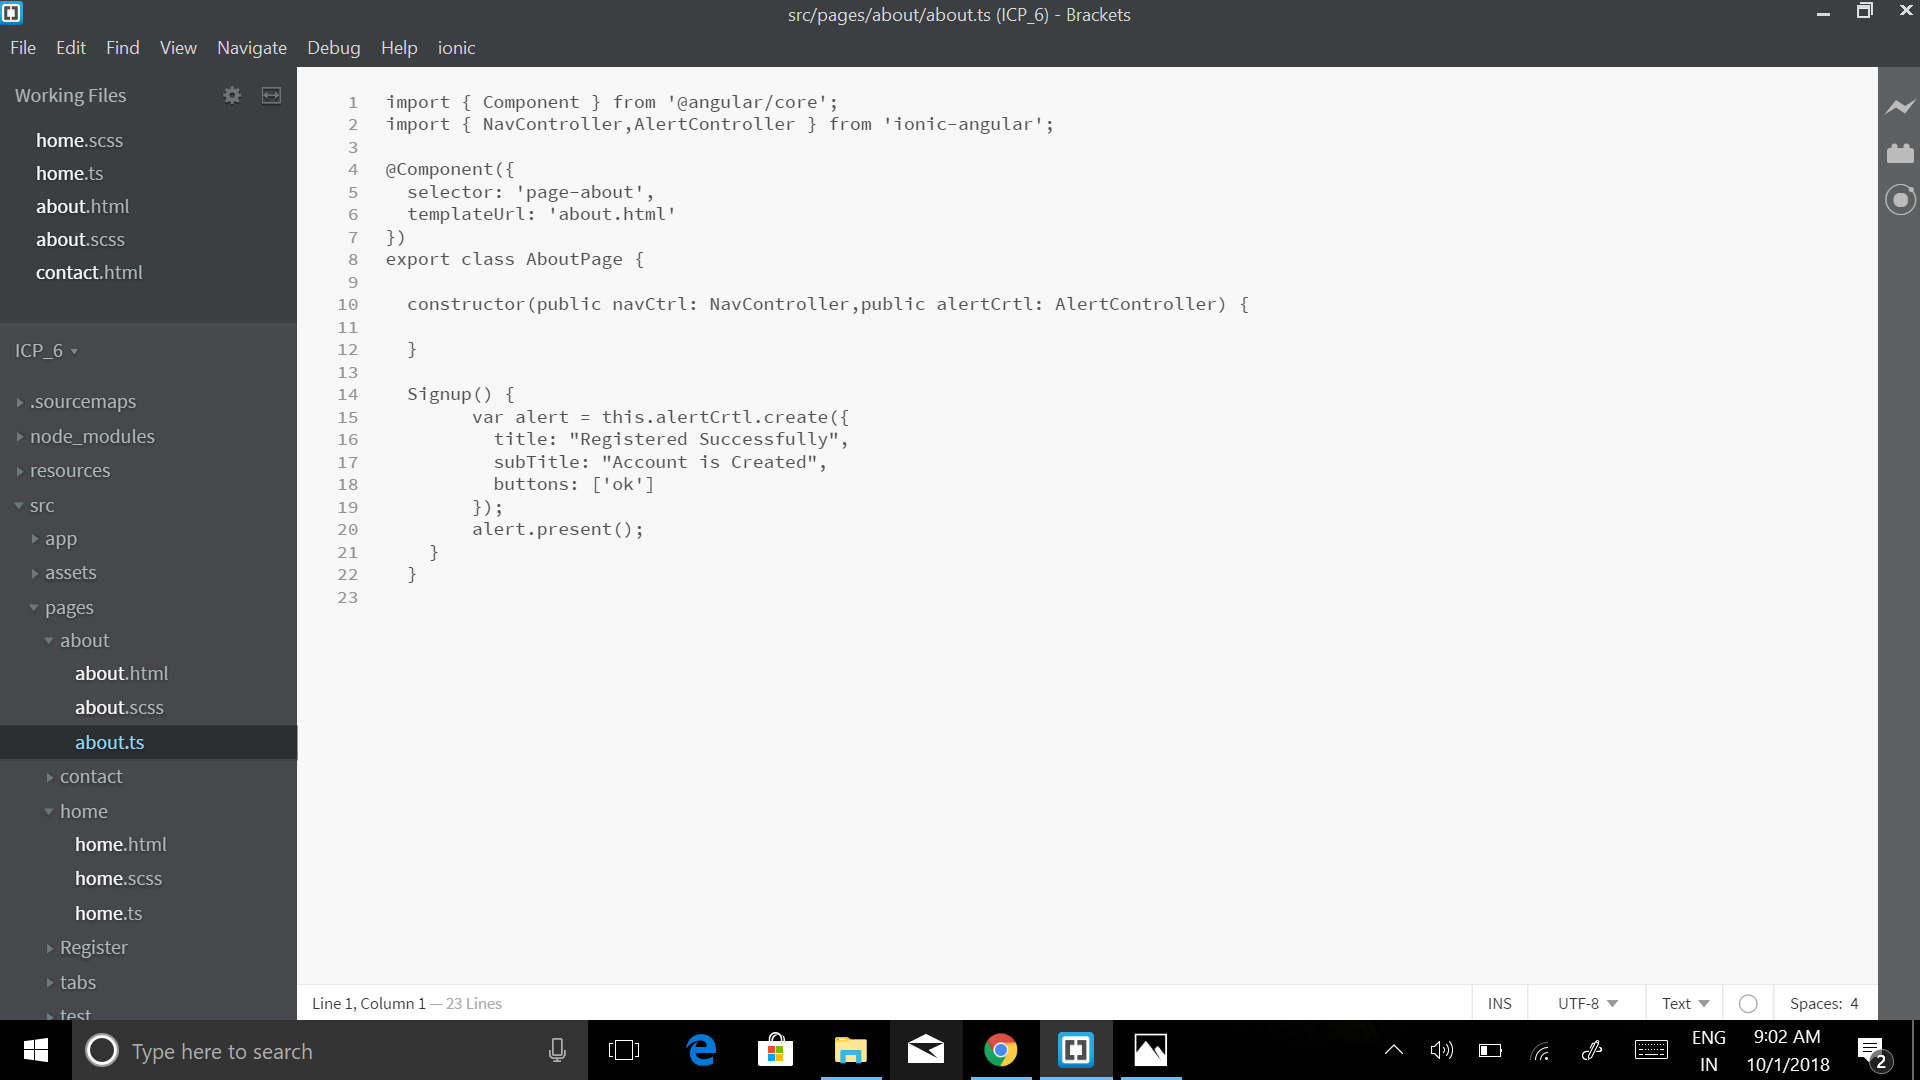 src/pages/about/about.ts (ICP_6) - Brackets
File Edit Find View Navigate Debug Help ionic
Working Files
home.scss
home.ts
about.html
about.scss
contact.html
ICP_6
.sourcemaps
node_modules
resources
src
app
assets
pages
about
about.html
about.scss
about.ts
contact
home
home.html
home.scss
home.ts
Register
tabs
test
1 import { Component } from '@angular/core';
2 import { NavController,AlertController } from 'ionic-angular';
3
4 @Component({
5 selector: 'page-about',
6 templateUrl: 'about.html'
7 })
8 export class AboutPage {
9
10 constructor(public navCtrl: NavController,public alertCrtl: AlertController) {
11
12 }
13
14 Signup() {
15 var alert = this.alertCrtl.create({
16 title: "Registered Successfully",
17 subTitle: "Account is Created",
18 buttons: ['ok']
19 });
20 alert.present();
21 }
22 }
23
Line 1, Column 1 — 23 Lines
INS UTF-8 Text Spaces: 4
Type here to search
ENG
IN
9:02 AM
10/1/2018
2